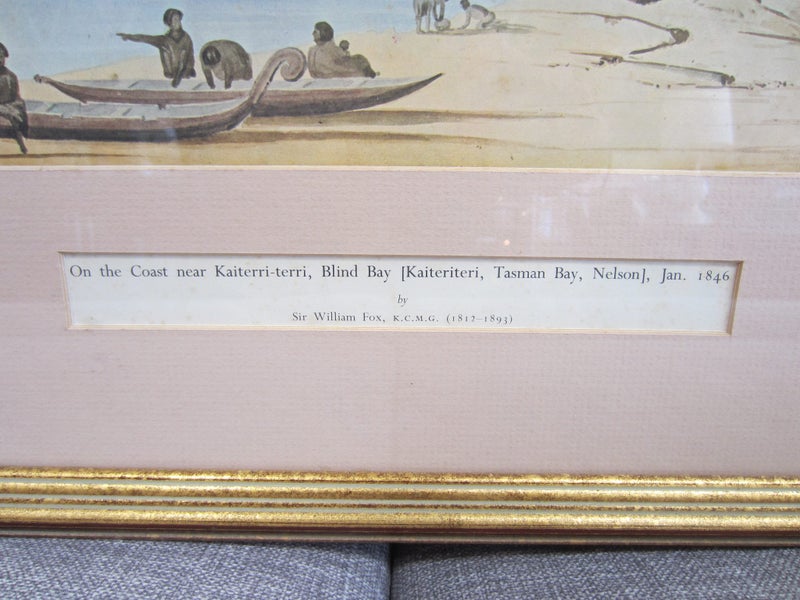 On the Coast near Kaiterri-terri, Blind Bay [Kaiteriteri, Tasman Bay, Nelson], Jan. 1846
by
Sir William Fox, K.C.M.G. (1812–1893)